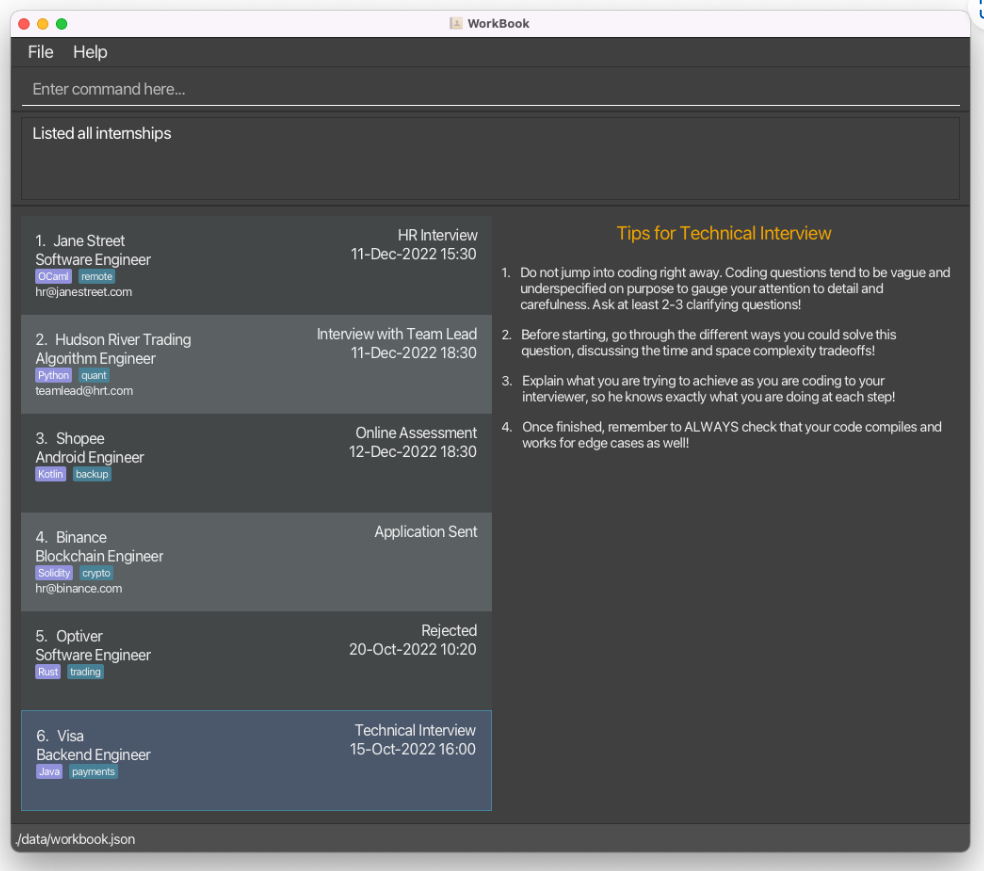 WorkBook
File Help
Enter command here...
Listed all internships
1. Jane Street
HR Interview
Software Engineer
11-Dec-2022 15:30
OCaml remote
hr@janestreet.com
2. Hudson River Trading
Interview with Team Lead
Algorithm Engineer
11-Dec-2022 18:30
Python quant
teamlead@hrt.com
3. Shopee
Online Assessment
Android Engineer
12-Dec-2022 18:30
Kotlin backup
4. Binance
Application Sent
Blockchain Engineer
Solidity crypto
hr@binance.com
5. Optiver
Rejected
Software Engineer
20-Oct-2022 10:20
Rust trading
6. Visa
Technical Interview
Backend Engineer
15-Oct-2022 16:00
Java payments
Tips for Technical Interview
1. Do not jump into coding right away. Coding questions tend to be vague and
underspecified on purpose to gauge your attention to detail and
carefulness. Ask at least 2-3 clarifying questions!
2. Before starting, go through the different ways you could solve this
question, discussing the time and space complexity tradeoffs!
3. Explain what you are trying to achieve as you are coding to your
interviewer, so he knows exactly what you are doing at each step!
4. Once finished, remember to ALWAYS check that your code compiles and
works for edge cases as well!
./data/workbook.json